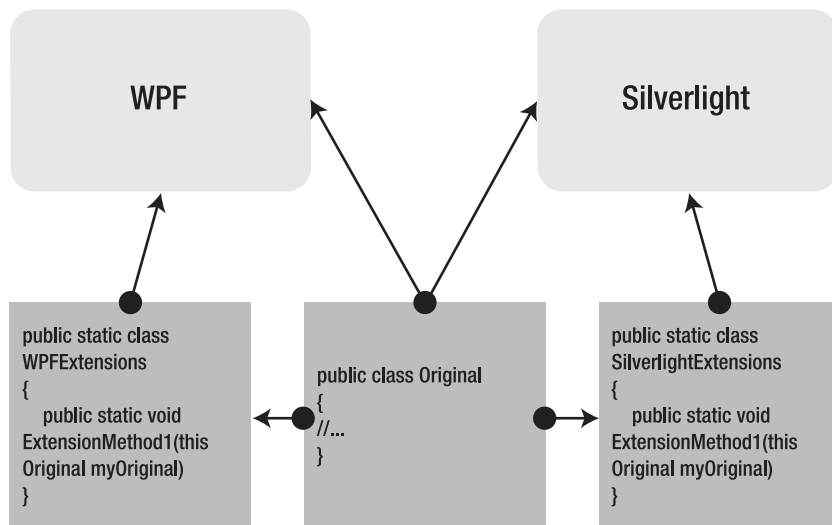 WPF
Silverlight
public static class
WPFExtensions
{
public static void
ExtensionMethod1(this
Original myOriginal)
}
public class Original
{
//...
}
public static class
SilverlightExtensions
{
public static void
ExtensionMethod1(this
Original myOriginal)
}